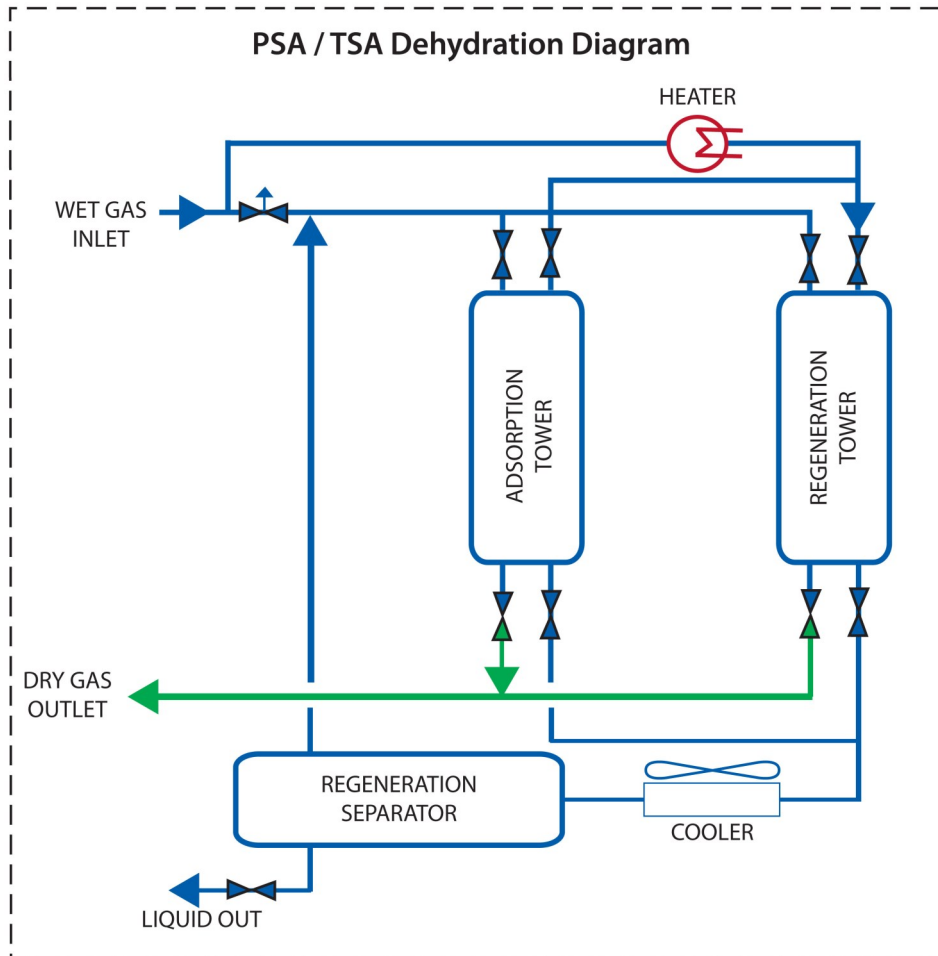 PSA / TSA Dehydration Diagram
HEATER
WET GAS
INLET
ADSORPTION
TOWER
REGENERATION
TOWER
DRY GAS
OUTLET
REGENERATION
SEPARATOR
COOLER
LIQUID OUT